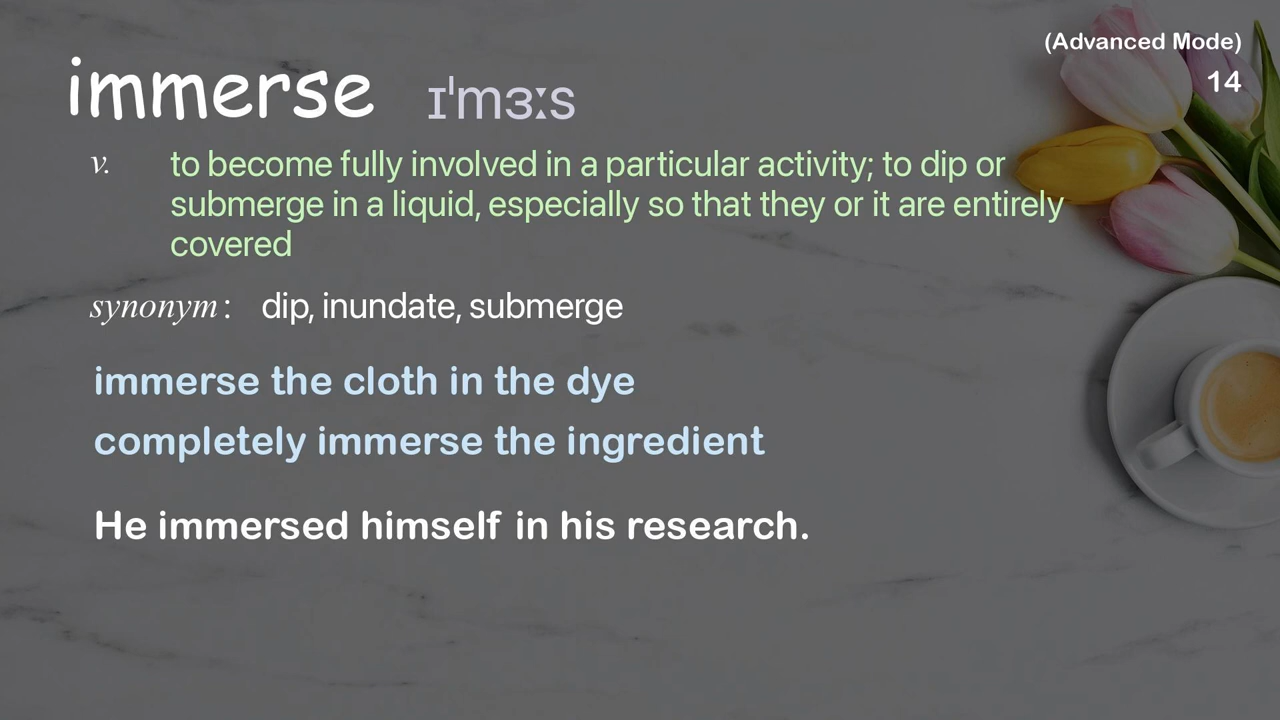 (Advanced Mode)
14
immerse ɪˈmɜːs
v. to become fully involved in a particular activity; to dip or
submerge in a liquid, especially so that they or it are entirely
covered
synonym: dip, inundate, submerge
immerse the cloth in the dye
completely immerse the ingredient
He immersed himself in his research.